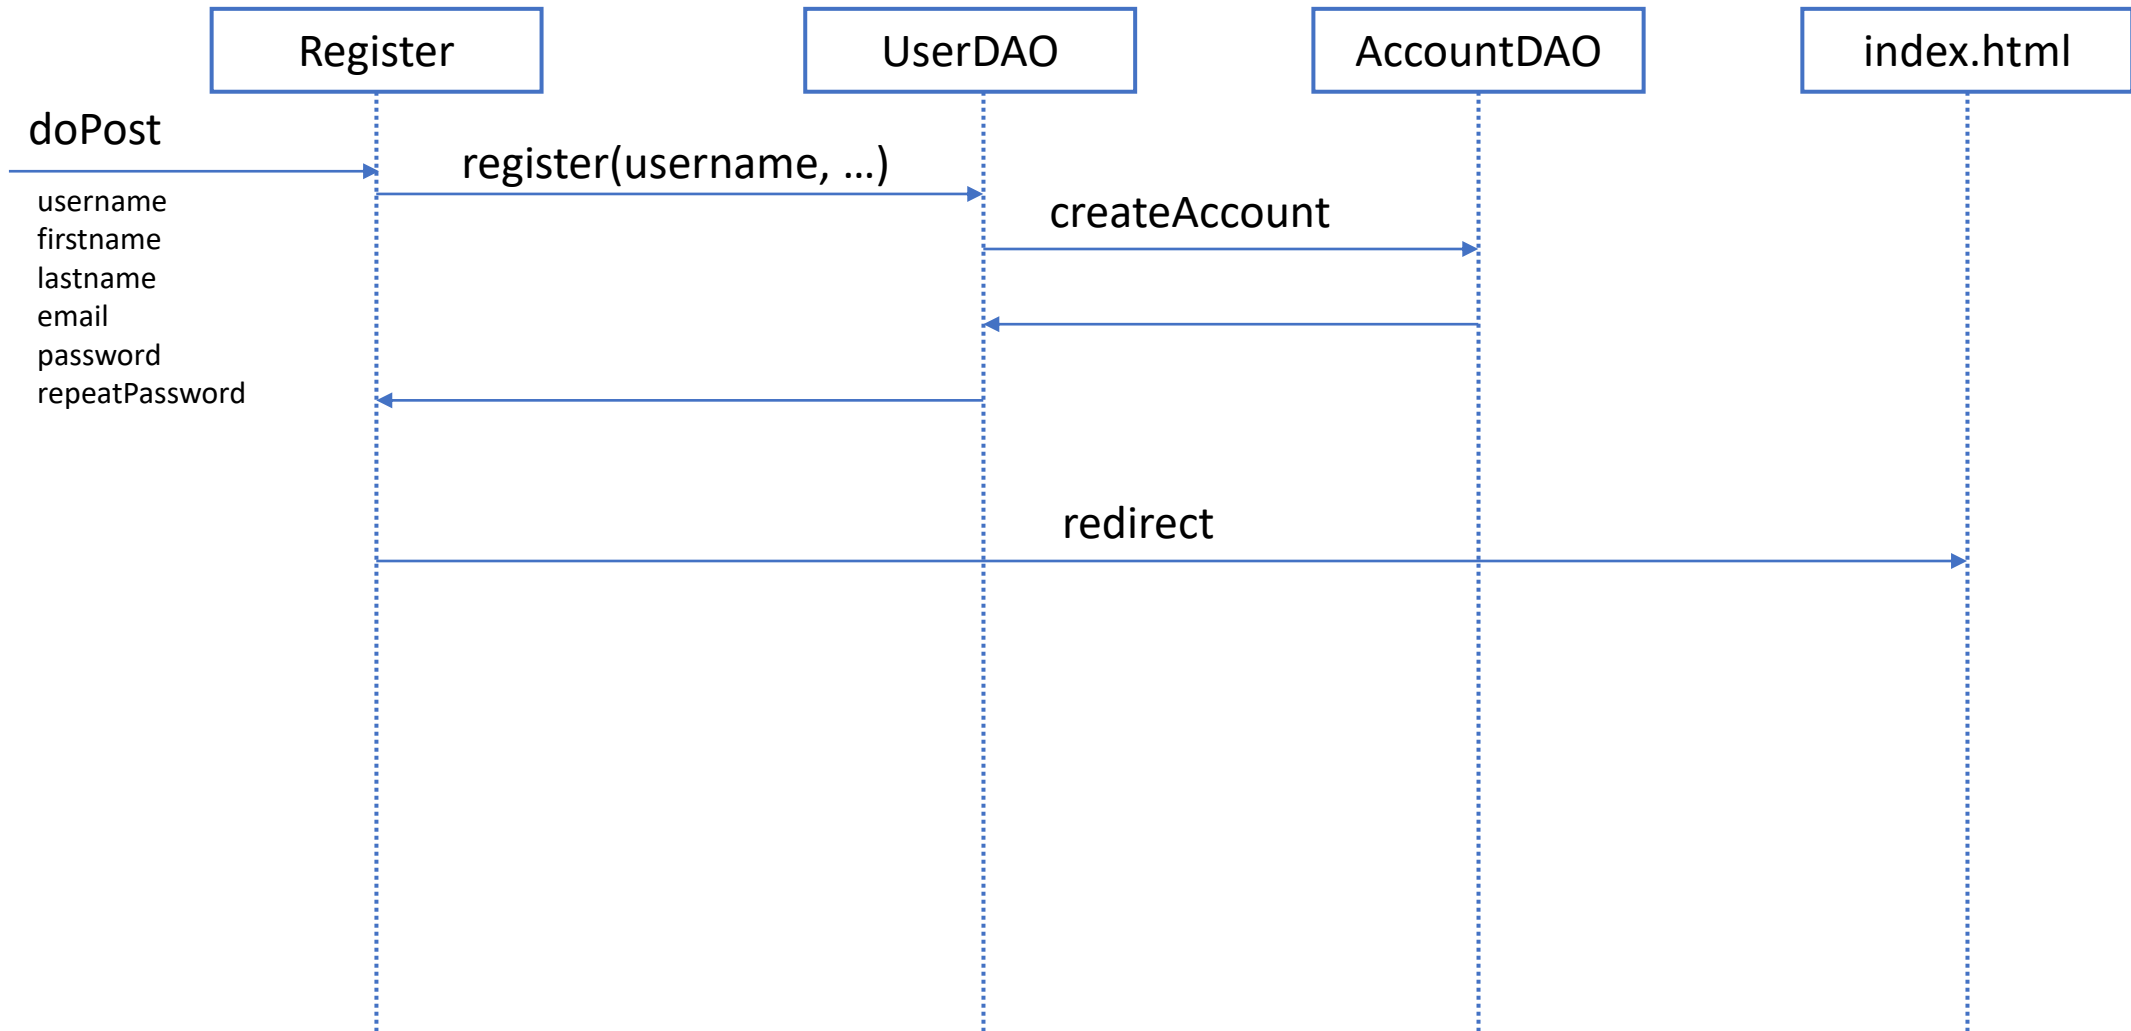 Register
UserDAO
AccountDAO
index.html
doPost
register(username, …)
username
firstname
lastname
email
password
repeatPassword
createAccount
redirect